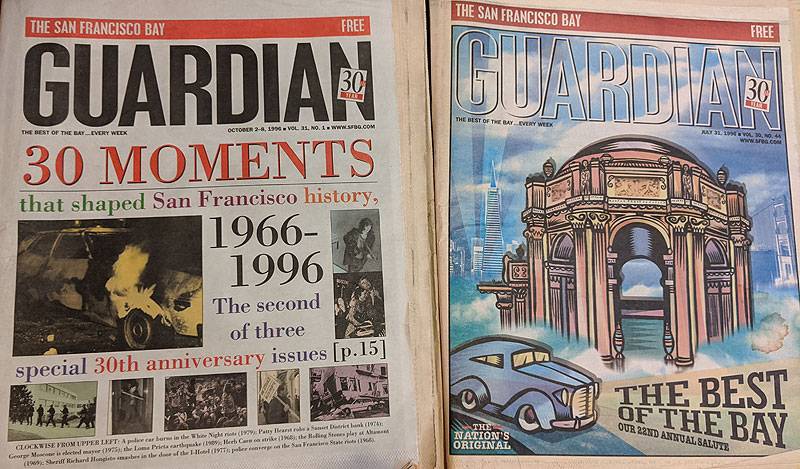 THE SAN FRANCISCO BAY FREE
GUARDIAN
30
YEAR
THE BEST OF THE BAY...EVERY WEEK
OCTOBER 2-8, 1996 ■ VOL. 31, NO. 1 ■ WWW.SFBG.COM
30 MOMENTS
that shaped San Francisco history,
1966-
1996
The second
of three
special 30th anniversary issues [p.15]
CLOCKWISE FROM UPPER LEFT: A police car burns in the White Night riots (1979); Patty Hearst robs a Sunset District bank (1974);
George Moscone is elected mayor (1975); the Loma Prieta earthquake (1989); Herb Caen on strike (1968); the Rolling Stones play at Altamont
(1969); Sheriff Richard Hongisto smashes in the door of the I-Hotel (1977); police converge on the San Francisco State riots (1968).
THE SAN FRANCISCO BAY FREE
GUARDIAN
30
YEAR
THE BEST OF THE BAY...EVERY WEEK
JULY 31, 1996 ■ VOL. 30, NO. 44
WWW.SFBG.COM
THE BEST
OF THE BAY
OUR 22ND ANNUAL SALUTE
THE
NATION'S
ORIGINAL